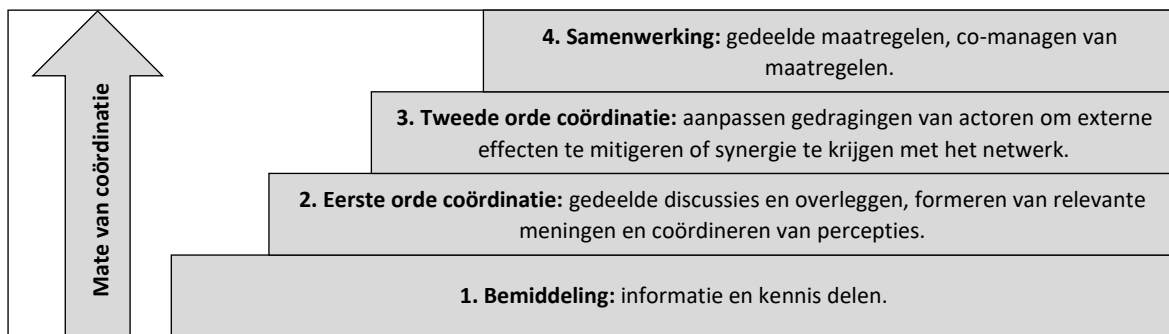 Mate van coördinatie
4. Samenwerking: gedeelde maatregelen, co-managen van
maatregelen.
3. Tweede orde coördinatie: aanpassen gedragingen van actoren om externe
effecten te mitigeren of synergie te krijgen met het netwerk.
2. Eerste orde coördinatie: gedeelde discussies en overleggen, formeren van relevante
meningen en coördineren van percepties.
1. Bemiddeling: informatie en kennis delen.